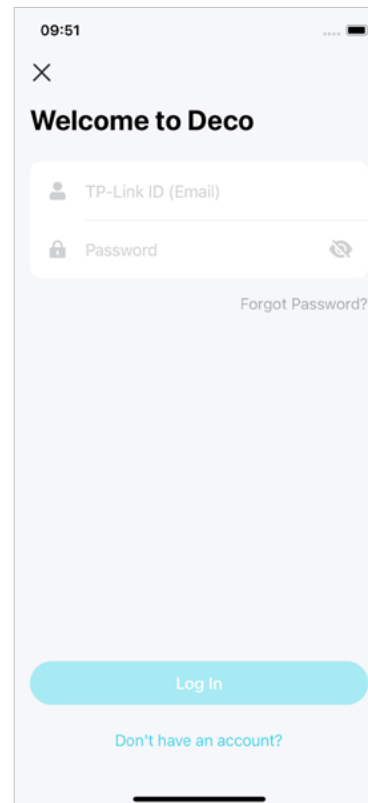 09:51
Welcome to Deco
TP-Link ID (Email)
Password
Forgot Password?
Log In
Don't have an account?